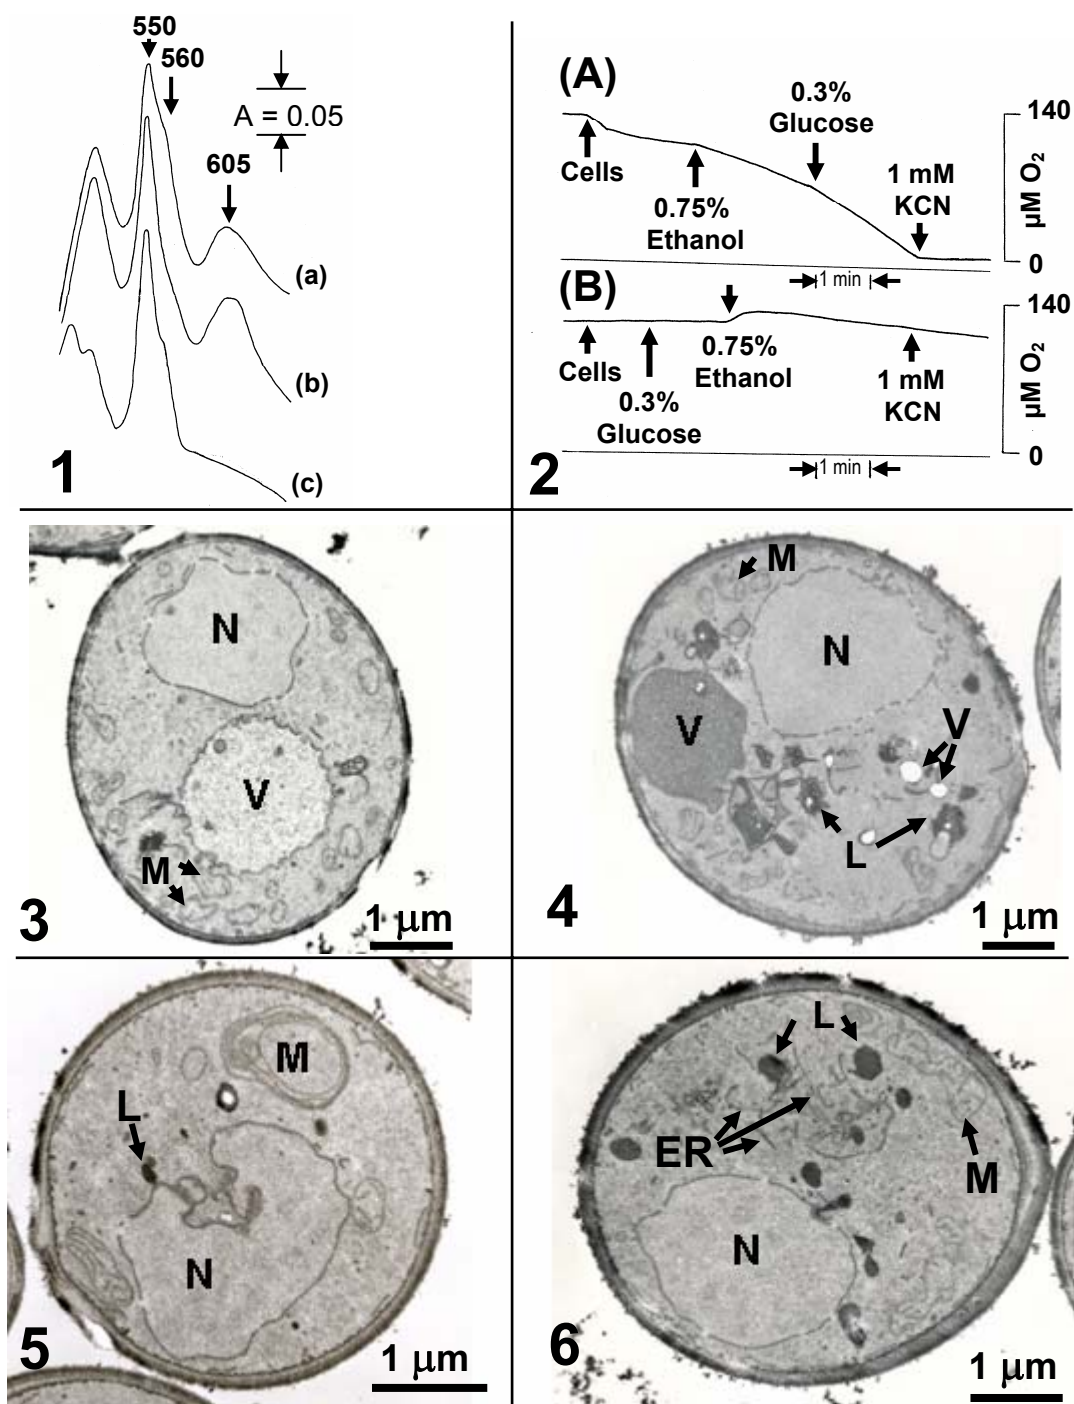 550
560
A = 0.05
605
(a)
(b)
(c)
1
(A)
0.3%
Glucose
140
Cells
1 mM
KCN
0.75%
Ethanol
µM O₂
0
1 min
(B)
140
Cells
0.75%
Ethanol
0.3%
Glucose
1 mM
KCN
µM O₂
0
1 min
2
N
V
M
3
1 µm
M
N
V
V
L
4
1 µm
M
L
N
5
1 µm
L
ER
M
N
6
1 µm